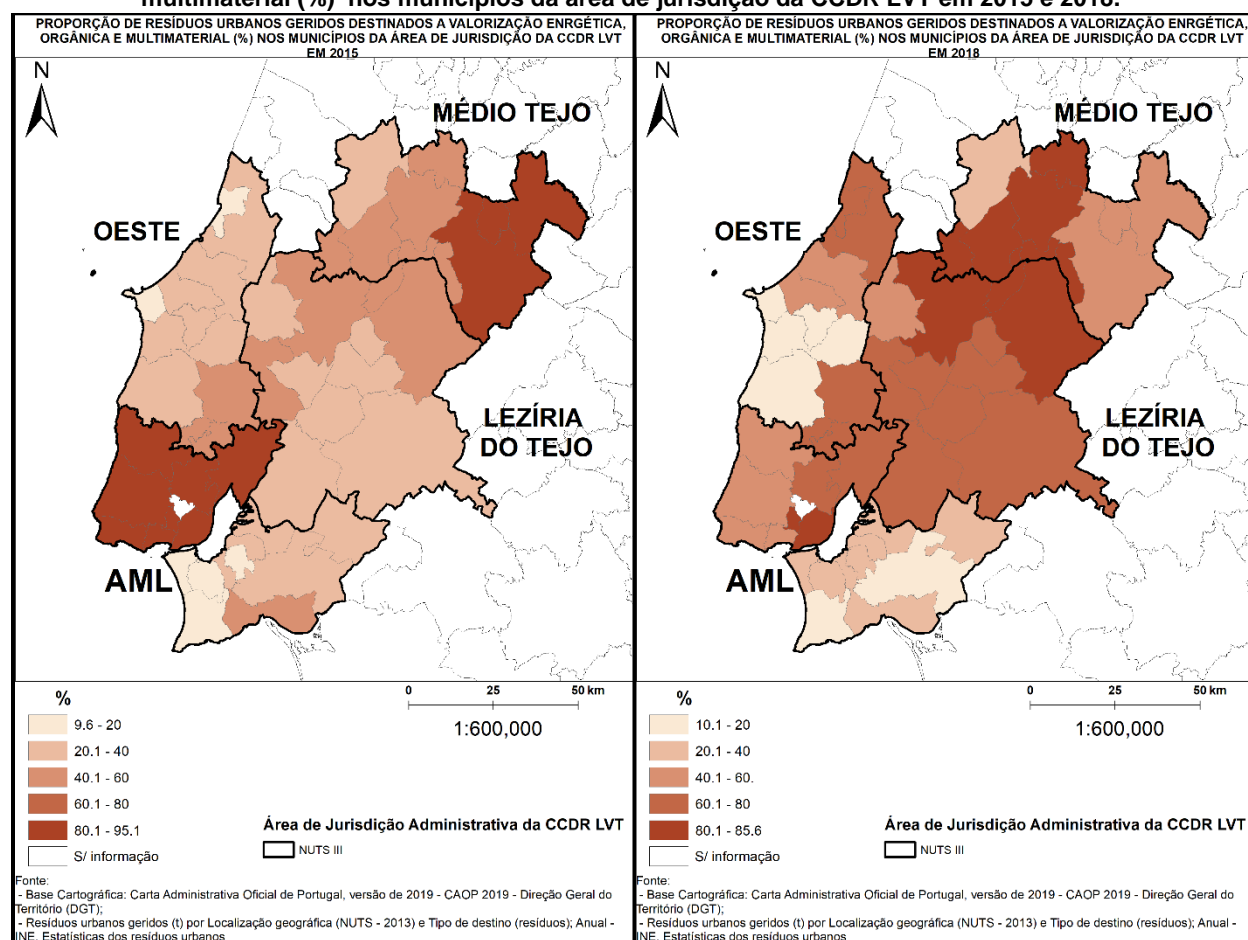 multimaterial (%) nos municípios da área de jurisdição da CCDR LVT em 2015 e 2018.
PROPORÇÃO DE RESÍDUOS URBANOS GERIDOS DESTINADOS A VALORIZAÇÃO ENRGÉTICA,
ORGÂNICA E MULTIMATERIAL (%) NOS MUNICÍPIOS DA ÁREA DE JURISDIÇÃO DA CCDR LVT
EM 2015
N
MÉDIO TEJO
OESTE
LEZÍRIA
DO TEJO
AML
%
9.6 - 20
20.1 - 40
40.1 - 60
60.1 - 80
80.1 - 95.1
S/ informação
0 25 50 km
1:600,000
Área de Jurisdição Administrativa da CCDR LVT
NUTS III
Fonte:
- Base Cartográfica: Carta Administrativa Oficial de Portugal, versão de 2019 - CAOP 2019 - Direção Geral do
Território (DGT);
- Resíduos urbanos geridos (t) por Localização geográfica (NUTS - 2013) e Tipo de destino (resíduos); Anual -
INE, Estatísticas dos resíduos urbanos
PROPORÇÃO DE RESÍDUOS URBANOS GERIDOS DESTINADOS A VALORIZAÇÃO ENRGÉTICA,
ORGÂNICA E MULTIMATERIAL (%) NOS MUNICÍPIOS DA ÁREA DE JURISDIÇÃO DA CCDR LVT
EM 2018
N
MÉDIO TEJO
OESTE
LEZÍRIA
DO TEJO
AML
%
10.1 - 20
20.1 - 40
40.1 - 60.
60.1 - 80
80.1 - 85.6
S/ informação
0 25 50 km
1:600,000
Área de Jurisdição Administrativa da CCDR LVT
NUTS III
Fonte:
- Base Cartográfica: Carta Administrativa Oficial de Portugal, versão de 2019 - CAOP 2019 - Direção Geral do
Território (DGT);
- Resíduos urbanos geridos (t) por Localização geográfica (NUTS - 2013) e Tipo de destino (resíduos); Anual -
INE, Estatísticas dos resíduos urbanos